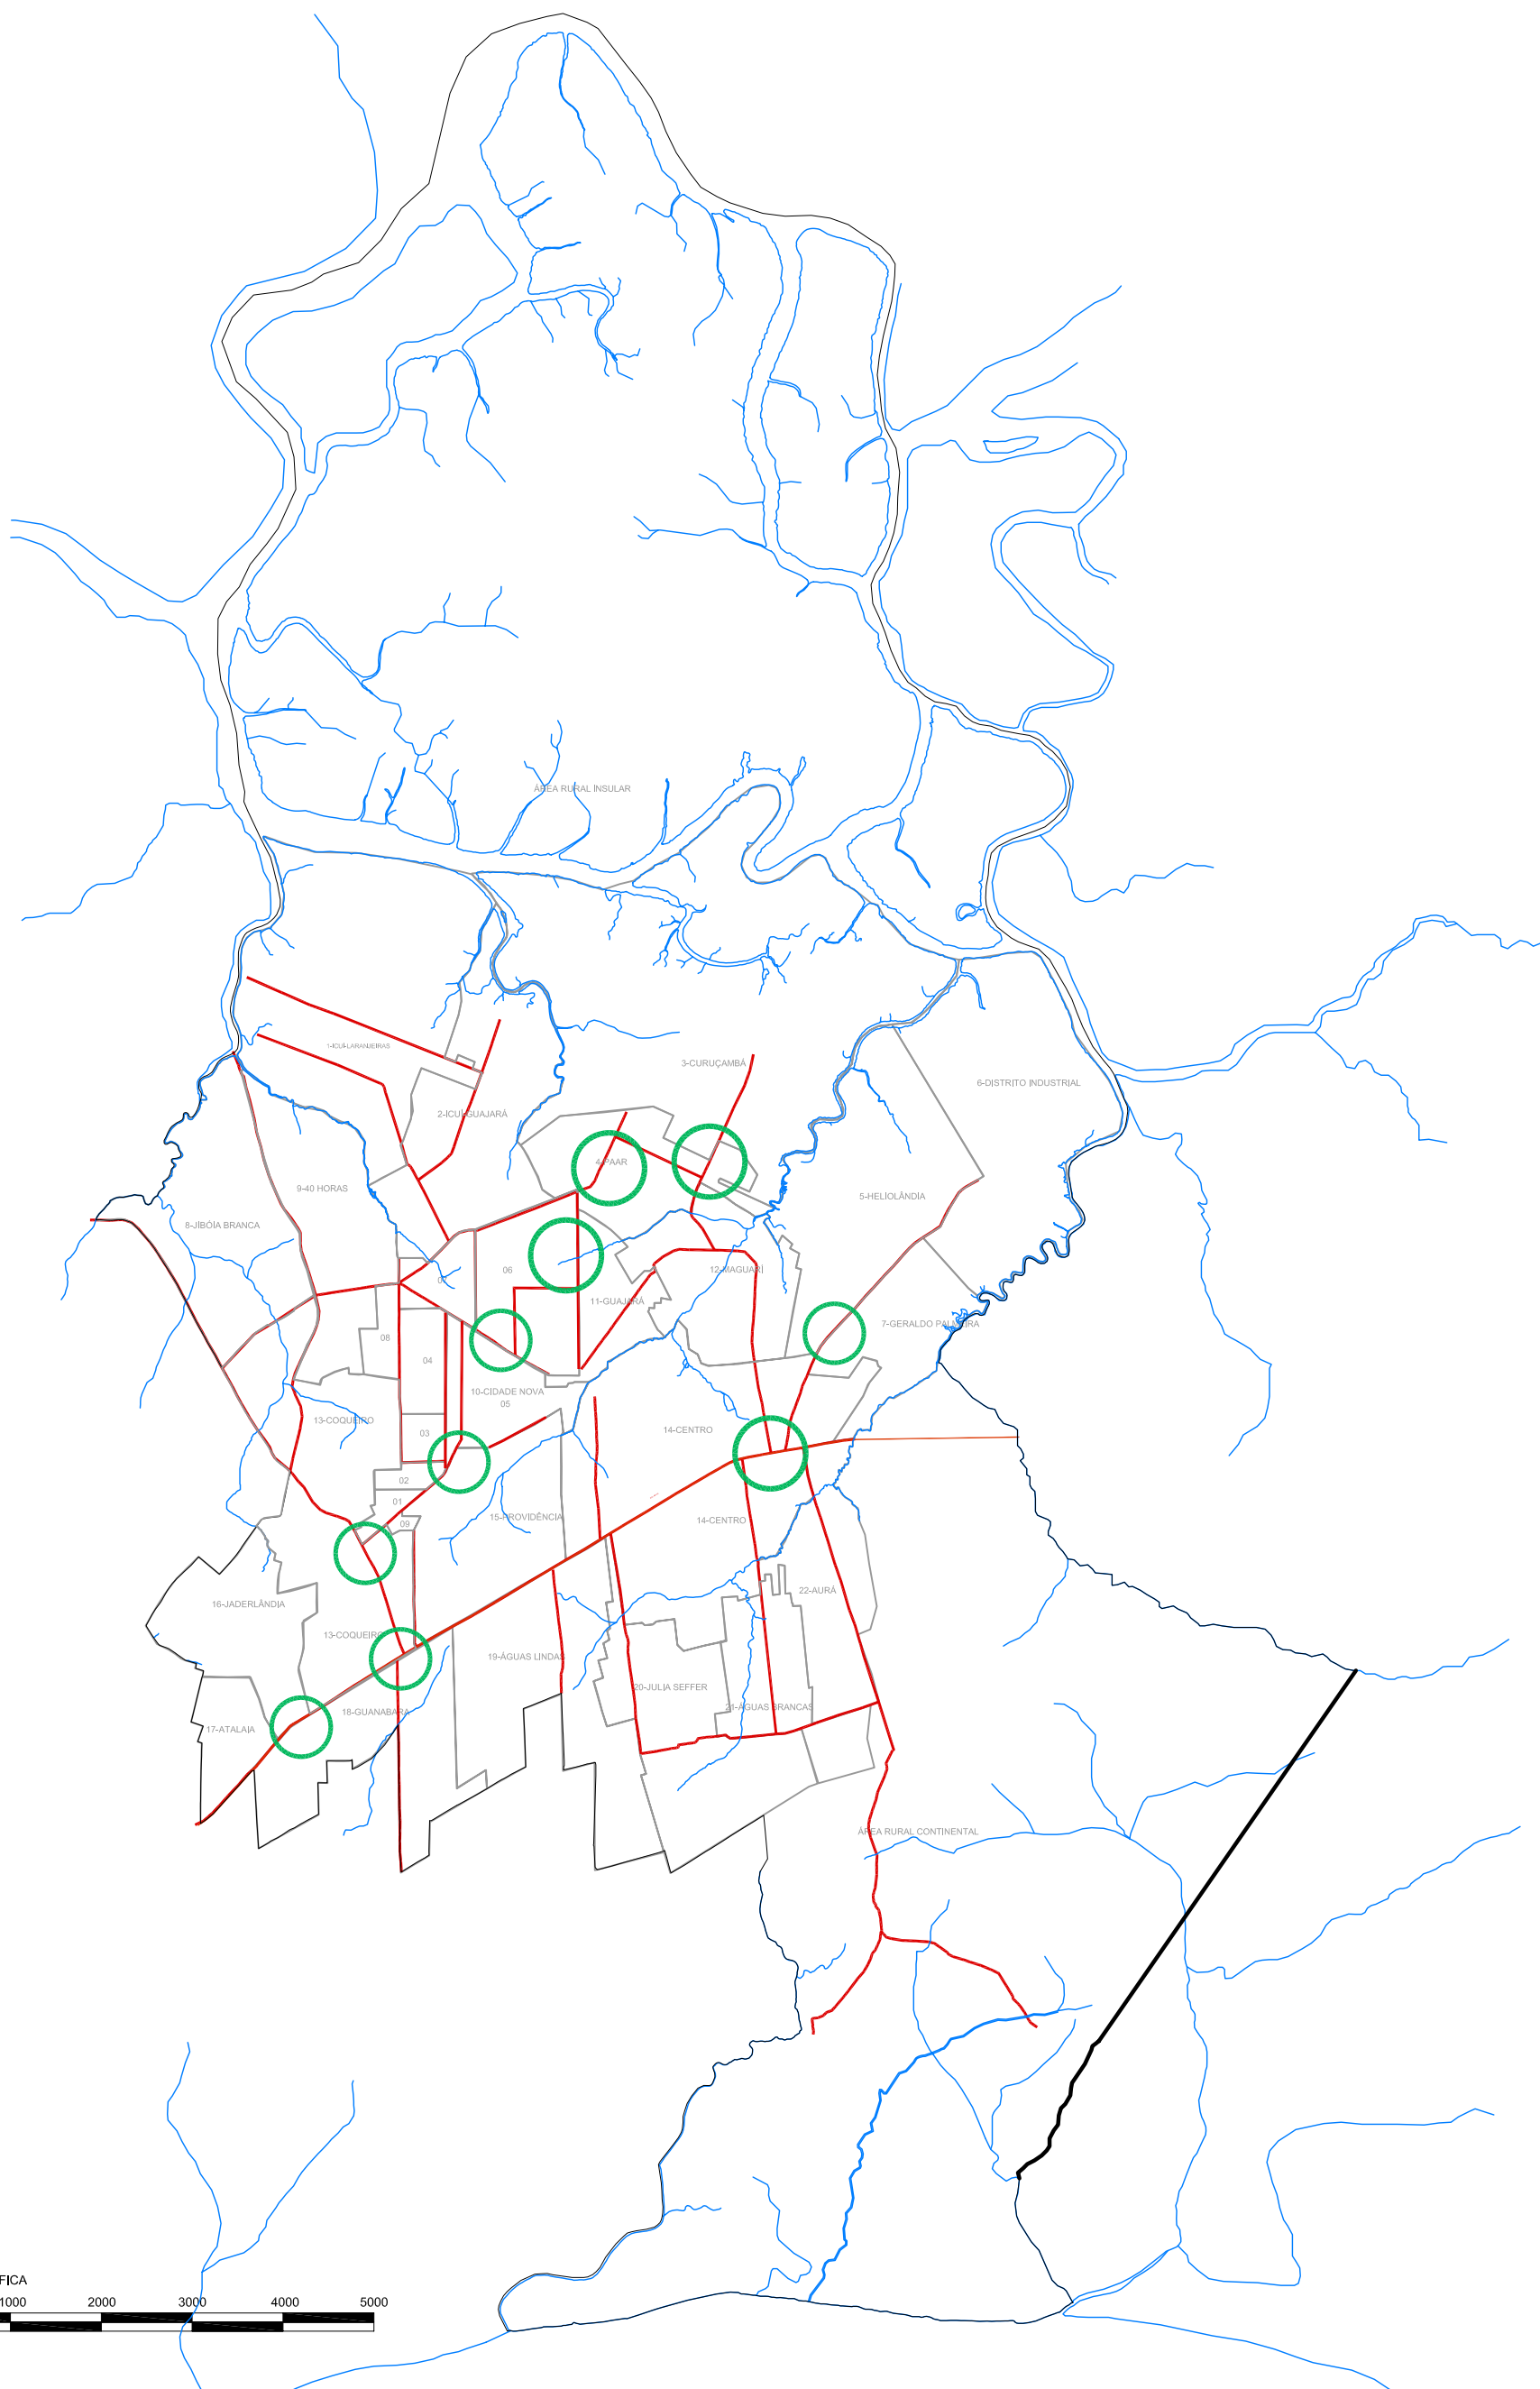 ÁREA RURAL INSULAR
1-ICUÍ-LARANJEIRAS
3-CURUÇAMBÁ
6-DISTRITO INDUSTRIAL
2-ICUÍ-GUAJARÁ
4-PAAR
9-40 HORAS
5-HELIOLÂNDIA
8-JIBÓIA BRANCA
06
12-MAGUARÍ
11-GUAJARÁ
7-GERALDO PALMEIRA
08
04
10-CIDADE NOVA
05
13-COQUEIRO
14-CENTRO
03
02
01
09
15-PROVIDÊNCIA
14-CENTRO
22-AURÁ
16-JADERLÂNDIA
13-COQUEIRO
19-ÁGUAS LINDAS
20-JULIA SEFFER
21-ÁGUAS BRANCAS
18-GUANABARA
17-ATALAIA
ÁREA RURAL CONTINENTAL
FICA
1000 2000 3000 4000 5000